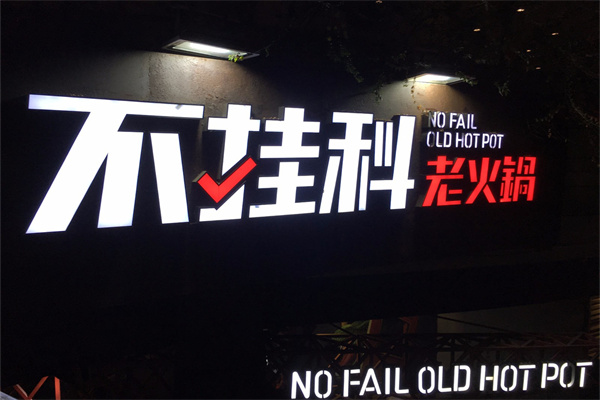 不挂科
NO FAIL
OLD HOT POT
老火鍋
NO FAIL OLD HOT POT